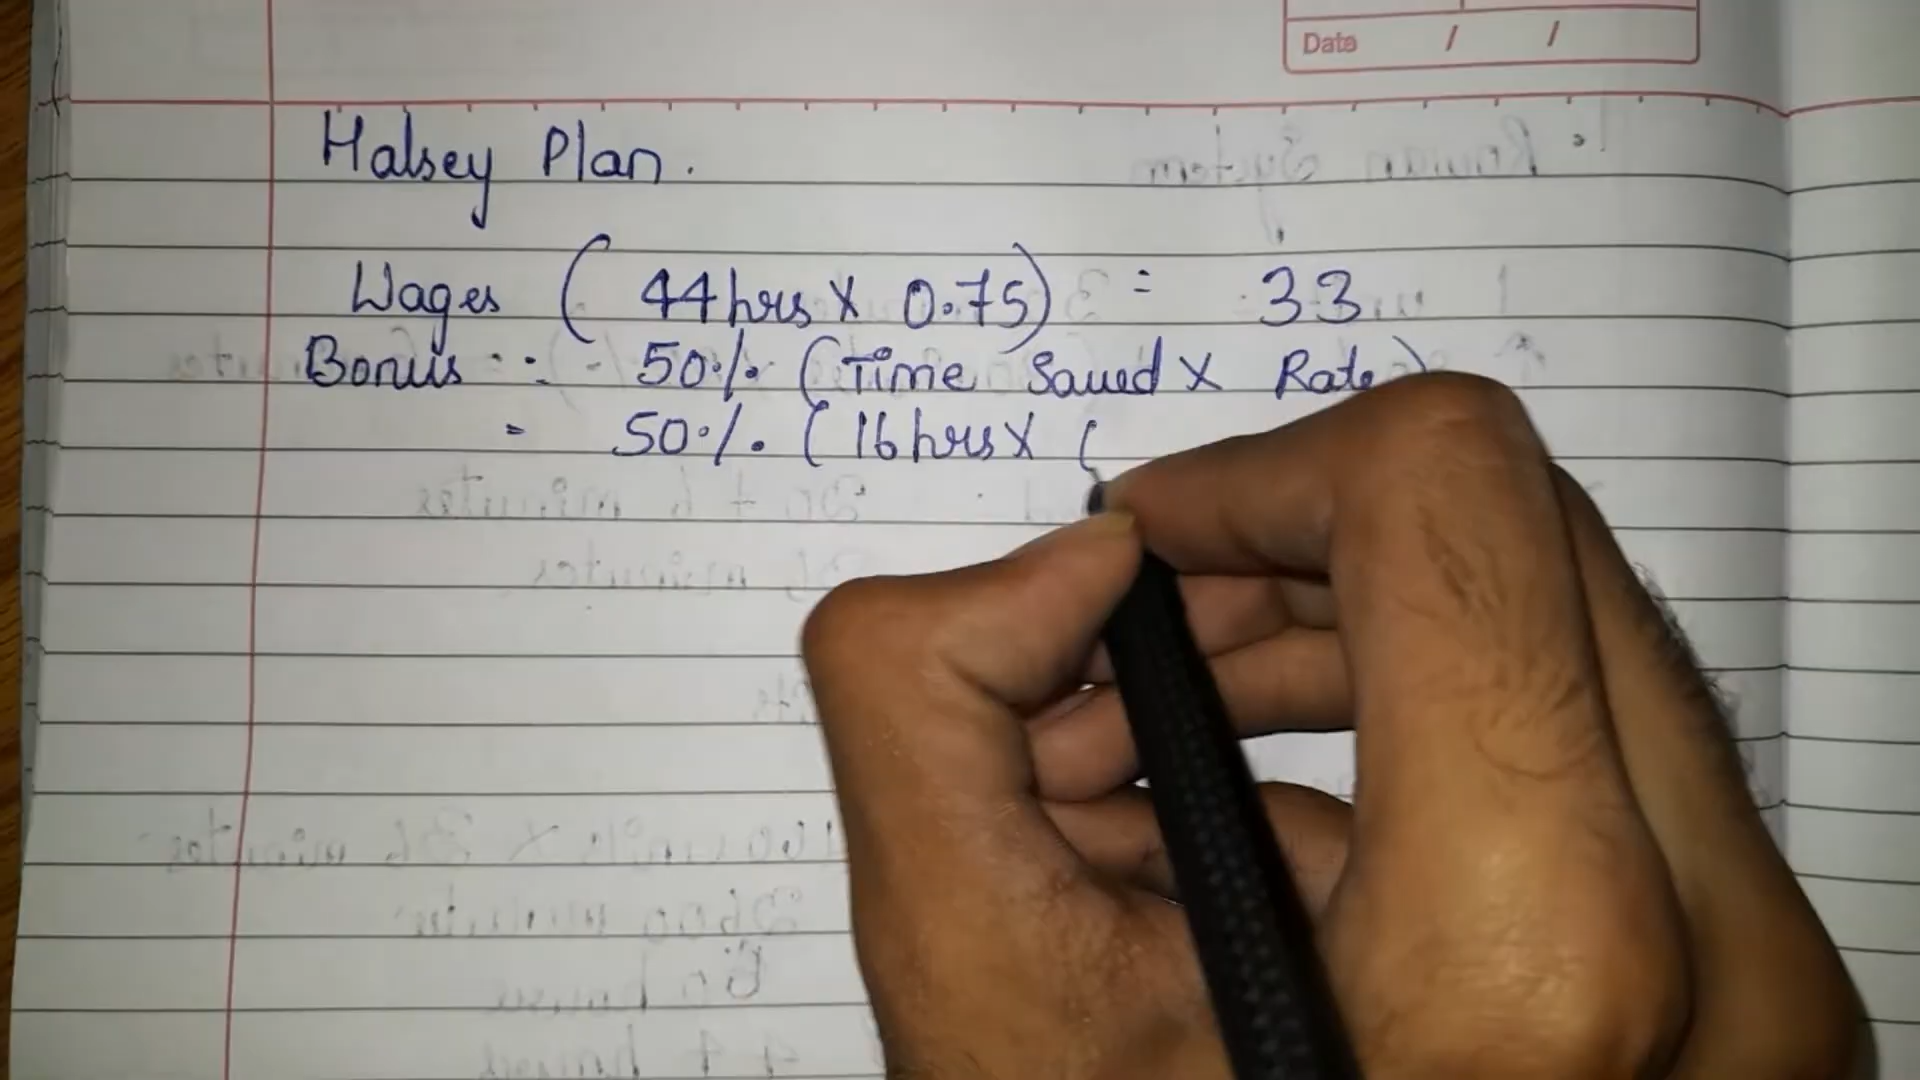 Date / /
Halsey Plan.
Wages ( 44hrs X 0.75) = 33
Bonus :- 50% (Time Saved X Rate)
= 50% (16hrs X (